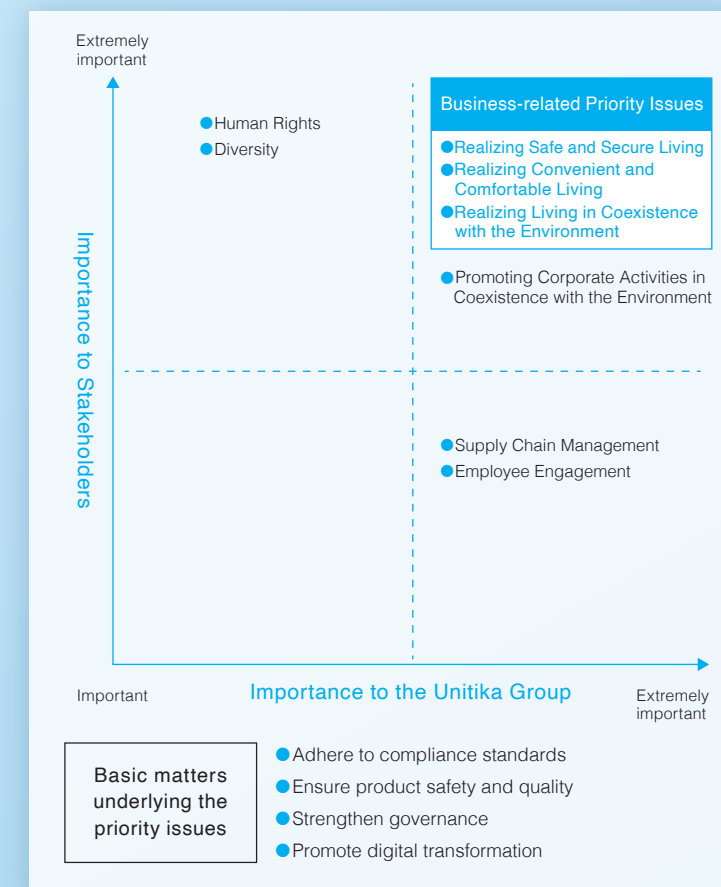 Extremely
important
●Human Rights
●Diversity
Business-related Priority Issues
●Realizing Safe and Secure Living
●Realizing Convenient and
Comfortable Living
●Realizing Living in Coexistence
with the Environment
●Promoting Corporate Activities in
Coexistence with the Environment
Importance to Stakeholders
●Supply Chain Management
●Employee Engagement
Important
Importance to the Unitika Group
Extremely
important
Basic matters
underlying the
priority issues
●Adhere to compliance standards
●Ensure product safety and quality
●Strengthen governance
●Promote digital transformation